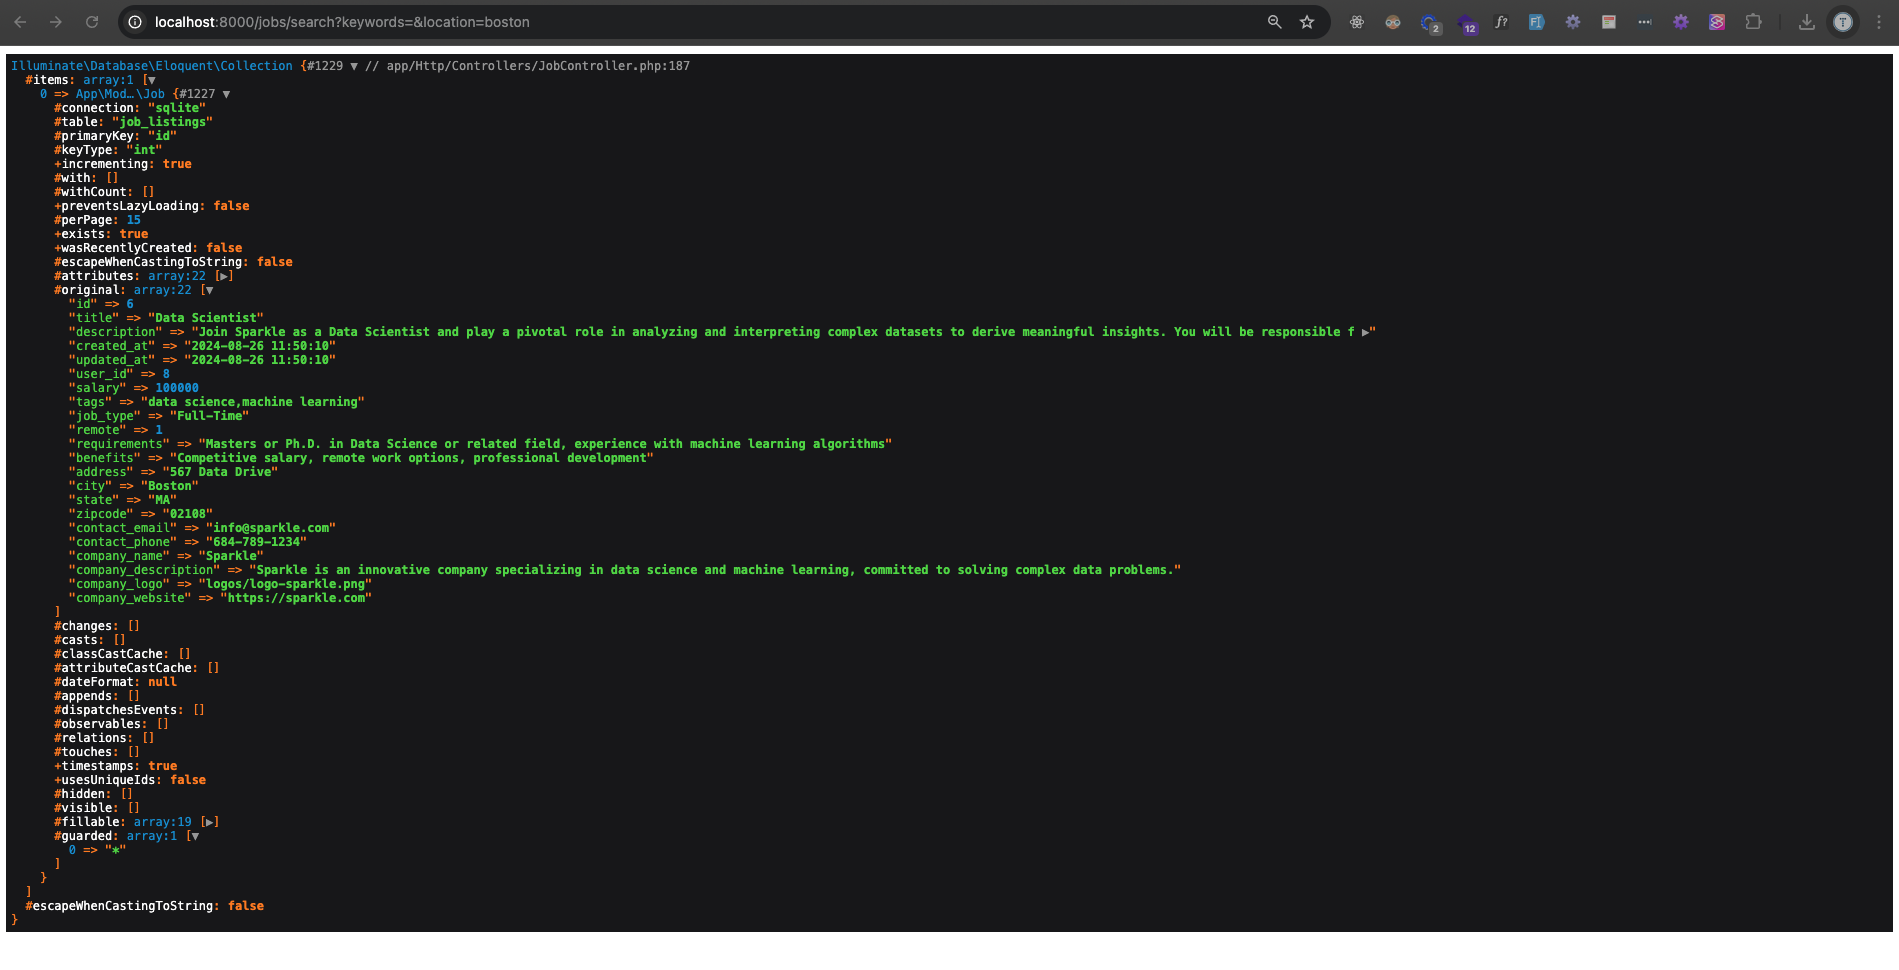 localhost:8000/jobs/search?keywords=&location=boston
2
12
f?
T
Illuminate\Database\Eloquent\Collection {#1229 ▼ // app/Http/Controllers/JobController.php:187
#items: array:1 [▼
0 => App\Mod…\Job {#1227 ▼
#connection: "sqlite"
#table: "job_listings"
#primaryKey: "id"
#keyType: "int"
+incrementing: true
#with: []
#withCount: []
+preventsLazyLoading: false
#perPage: 15
+exists: true
+wasRecentlyCreated: false
#escapeWhenCastingToString: false
#attributes: array:22 [▶]
#original: array:22 [▼
"id" => 6
"title" => "Data Scientist"
"description" => "Join Sparkle as a Data Scientist and play a pivotal role in analyzing and interpreting complex datasets to derive meaningful insights. You will be responsible f ▶"
"created_at" => "2024-08-26 11:50:10"
"updated_at" => "2024-08-26 11:50:10"
"user_id" => 8
"salary" => 100000
"tags" => "data science,machine learning"
"job_type" => "Full-Time"
"remote" => 1
"requirements" => "Masters or Ph.D. in Data Science or related field, experience with machine learning algorithms"
"benefits" => "Competitive salary, remote work options, professional development"
"address" => "567 Data Drive"
"city" => "Boston"
"state" => "MA"
"zipcode" => "02108"
"contact_email" => "info@sparkle.com"
"contact_phone" => "684-789-1234"
"company_name" => "Sparkle"
"company_description" => "Sparkle is an innovative company specializing in data science and machine learning, committed to solving complex data problems."
"company_logo" => "logos/logo-sparkle.png"
"company_website" => "https://sparkle.com"
]
#changes: []
#casts: []
#classCastCache: []
#attributeCastCache: []
#dateFormat: null
#appends: []
#dispatchesEvents: []
#observables: []
#relations: []
#touches: []
+timestamps: true
+usesUniqueIds: false
#hidden: []
#visible: []
#fillable: array:19 [▶]
#guarded: array:1 [▼
0 => "*"
]
}
]
#escapeWhenCastingToString: false
}